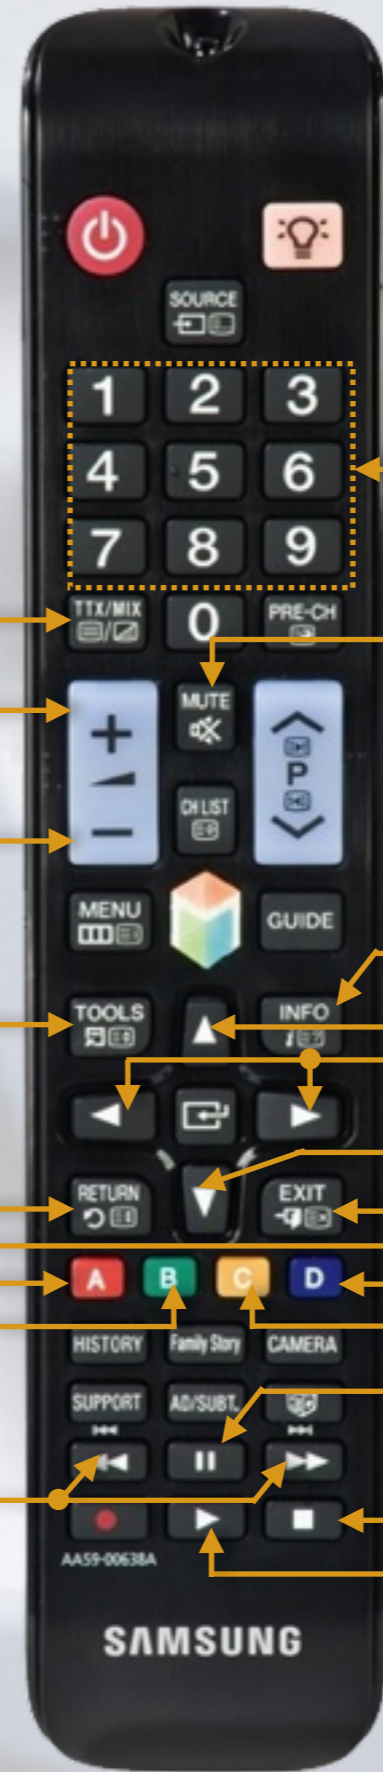 SOURCE
1 2 3
4 5 6
7 8 9
TTX/MIX 0 PRE-CH
+ MUTE
P
CH LIST
−
MENU GUIDE
TOOLS INFO
RETURN EXIT
A B C D
HISTORY Family Story CAMERA
SUPPORT AD/SUBT.
AA59-00638A
SAMSUNG